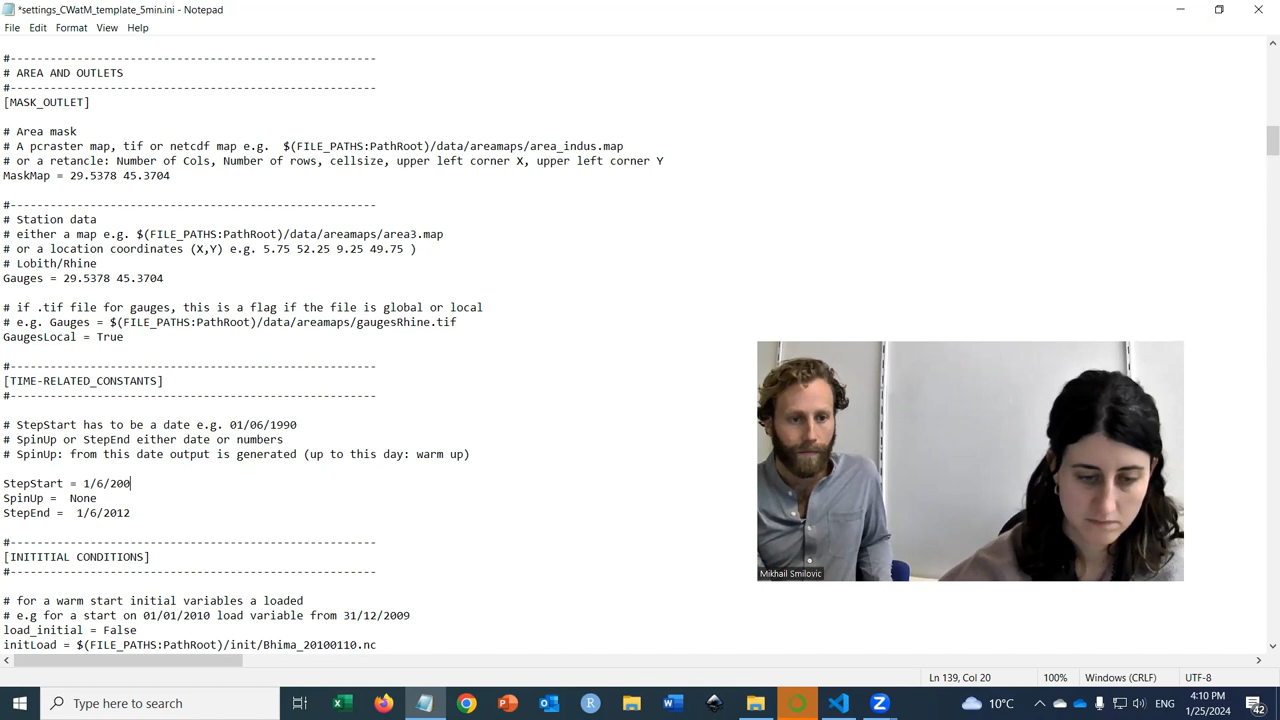 *settings_CWatM_template_5min.ini - Notepad
File Edit Format View Help
#-------------------------------------------------------
# AREA AND OUTLETS
#-------------------------------------------------------
[MASK_OUTLET]
# Area mask
# A pcraster map, tif or netcdf map e.g.  $(FILE_PATHS:PathRoot)/data/areamaps/area_indus.map
# or a retancle: Number of Cols, Number of rows, cellsize, upper left corner X, upper left corner Y
MaskMap = 29.5378 45.3704
#-------------------------------------------------------
# Station data
# either a map e.g. $(FILE_PATHS:PathRoot)/data/areamaps/area3.map
# or a location coordinates (X,Y) e.g. 5.75 52.25 9.25 49.75 )
# Lobith/Rhine
Gauges = 29.5378 45.3704
# if .tif file for gauges, this is a flag if the file is global or local
# e.g. Gauges = $(FILE_PATHS:PathRoot)/data/areamaps/gaugesRhine.tif
GaugesLocal = True
#-------------------------------------------------------
[TIME-RELATED_CONSTANTS]
#-------------------------------------------------------
# StepStart has to be a date e.g. 01/06/1990
# SpinUp or StepEnd either date or numbers
# SpinUp: from this date output is generated (up to this day: warm up)
StepStart = 1/6/200
SpinUp =  None
StepEnd =  1/6/2012
#-------------------------------------------------------
[INITITIAL CONDITIONS]
#-------------------------------------------------------
# for a warm start initial variables a loaded
# e.g for a start on 01/01/2010 load variable from 31/12/2009
load_initial = False
initLoad = $(FILE_PATHS:PathRoot)/init/Bhima_20100110.nc
Mikhail Smilovic
Ln 139, Col 20 100% Windows (CRLF) UTF-8
Type here to search
10°C
ENG
4:10 PM
1/25/2024
42